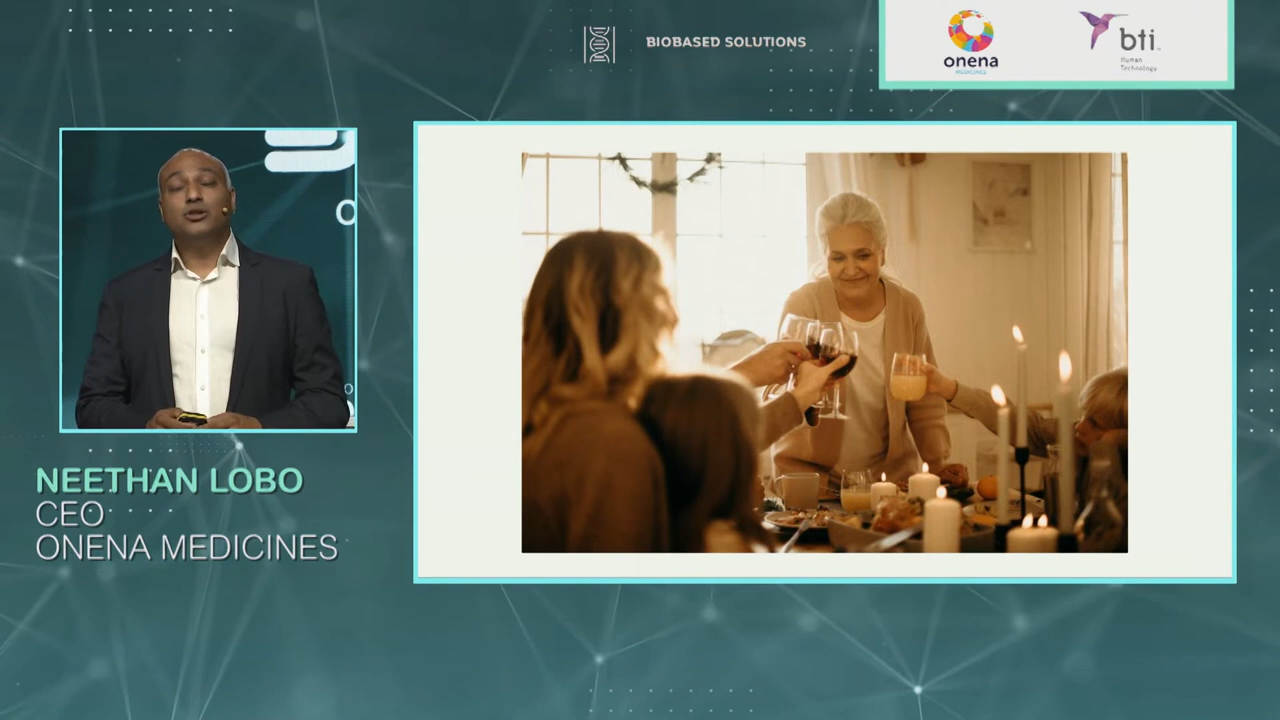 BIOBASED SOLUTIONS
onena
MEDICINES
bti
Human
Technology
NEETHAN LOBO
CEO
ONENA MEDICINES